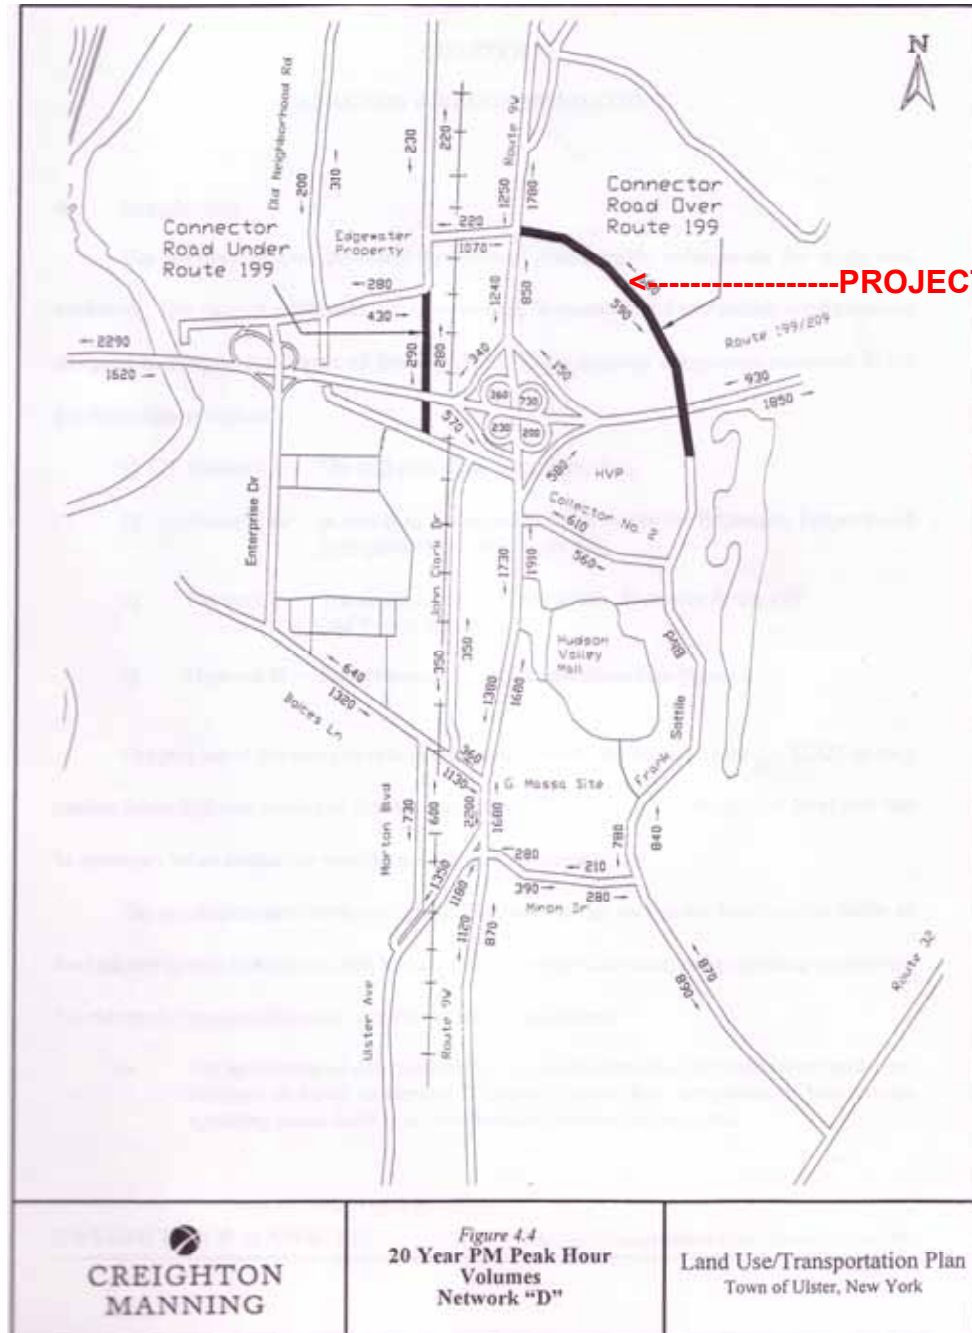 N
Old Neighborhood Rd
200
310
230
220
Route 9W
1250
1780
Connector
Road Over
Route 199
Connector
Road Under
Route 199
Edgewater
Property
220
1070
280
430
1240
850
<-----------------PROJECT
590
Route 199/209
2290
1620
290
280
340
150
360
730
230
200
930
1850
570
580
HVP
Collector No. 2
610
560
Enterprise Dr
John Clark Dr
1730
1910
Hudson
Valley
Mall
350
350
1380
1680
Blvd
Sottile
Frank
640
1320
Boices Ln
960
1130
G. Massa Site
2200
1680
Morton Blvd
730
600
780
840
280
210
390
280
Miron Dr
1350
1180
1120
870
Ulster Ave
Route 9W
870
890
Route 32
CREIGHTON
MANNING
Figure 4.4
20 Year PM Peak Hour
Volumes
Network "D"
Land Use/Transportation Plan
Town of Ulster, New York